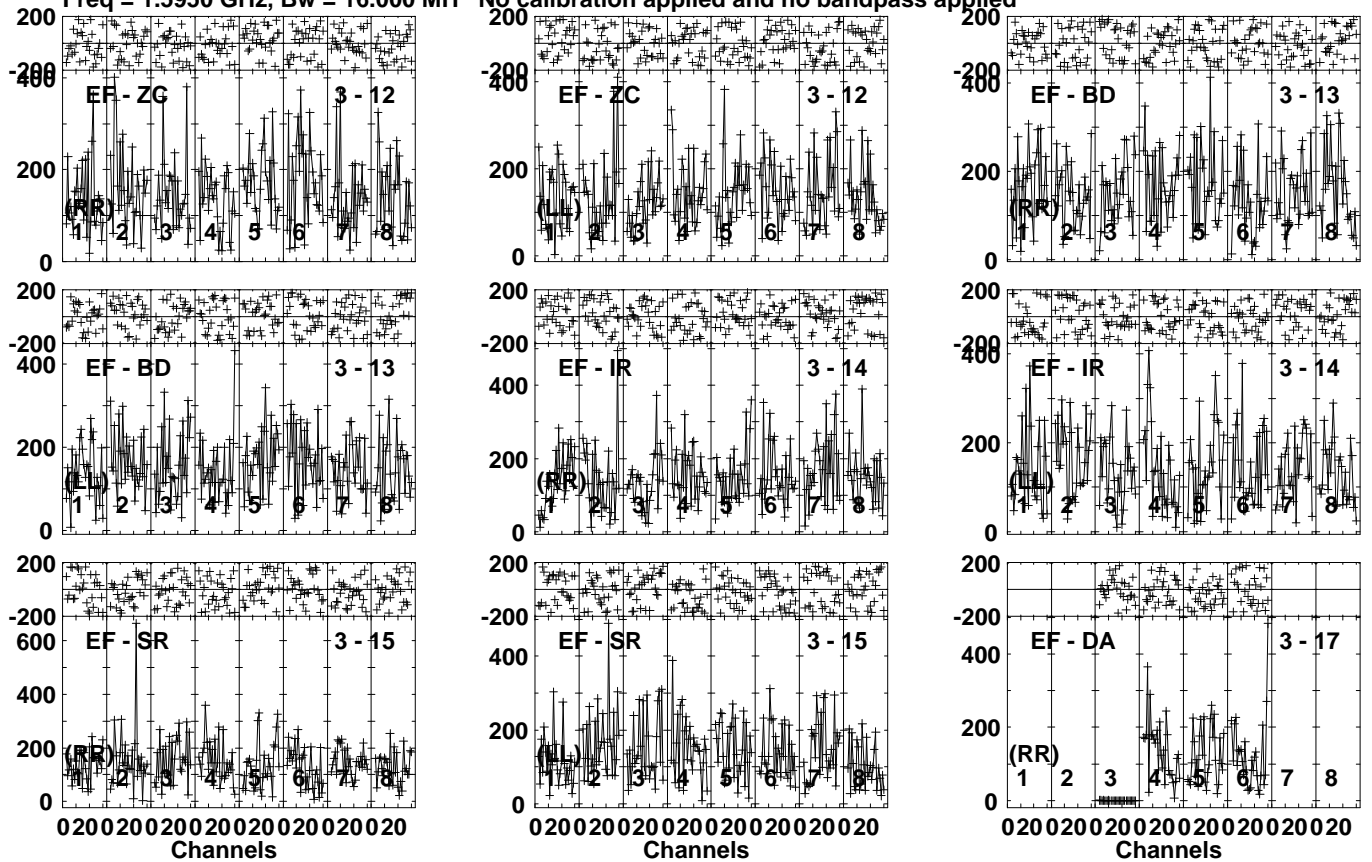 Freq = 1.5950 GHz, Bw = 16.000 MH No calibration applied and no bandpass applied
200 200 200
-200 -200 -200
400 400 400
EF - ZC 3 - 12 EF - ZC 3 - 12 EF - BD 3 - 13
200 200 200
(RR) (LL) (RR)
1 2 3 4 5 6 7 8 1 2 3 4 5 6 7 8 1 2 3 4 5 6 7 8
0 0 0
200 200 200
-200 -200 -200
400 400 400
EF - BD 3 - 13 EF - IR 3 - 14 EF - IR 3 - 14
200 200 200
(LL) (RR) (LL)
1 2 3 4 5 6 7 8 1 2 3 4 5 6 7 8 1 2 3 4 5 6 7 8
0 0 0
200 200 200
-200 -200 -200
600
EF - SR 3 - 15 EF - SR 3 - 15 EF - DA 3 - 17
400 400 400
200 200 200
(RR) (LL) (RR)
1 2 3 4 5 6 7 8 1 2 3 4 5 6 7 8 1 2 3 4 5 6 7 8
0 0 0
0 20 0 20 0 20 0 20 0 20 0 20 0 20 0 20 0 20 0 20 0 20 0 20 0 20 0 20 0 20 0 20 0 20 0 20 0 20 0 20 0 20 0 20 0 20 0 20
Channels Channels Channels